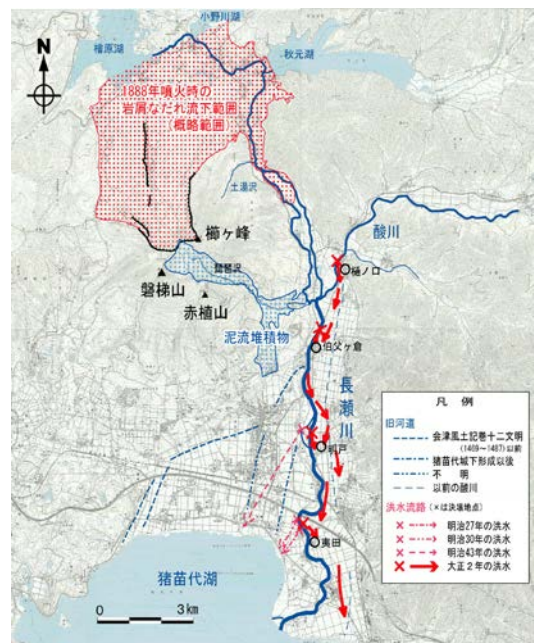 小野川湖
檜原湖
秋元湖
N
1888年噴火時の
岩屑なだれ流下範囲
(概略範囲)
土湯沢
酸川
櫛ヶ峰
琵琶沢
樋ノ口
磐梯山
赤植山
泥流堆積物
伯父ヶ倉
長瀬川
凡例
旧河道
会津風土記巻十二文明
(1469～1487)以前
猪苗代城下形成以後
不明
以前の酸川
洪水流路(×は決壊地点)
明治27年の洪水
明治30年の洪水
明治43年の洪水
大正2年の洪水
猪苗代湖
0 3km